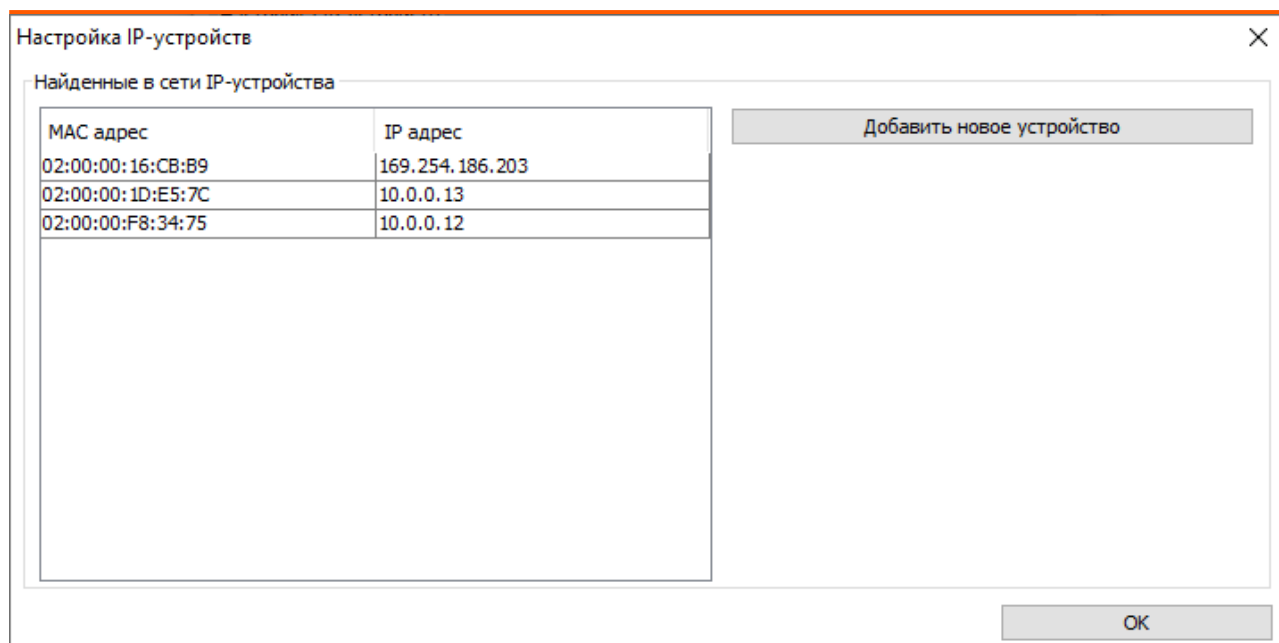 Настройка IP-устройств
Найденные в сети IP-устройства
MAC адрес IP адрес
Добавить новое устройство
02:00:00:16:CB:B9 169.254.186.203
02:00:00:1D:E5:7C 10.0.0.13
02:00:00:F8:34:75 10.0.0.12
OK